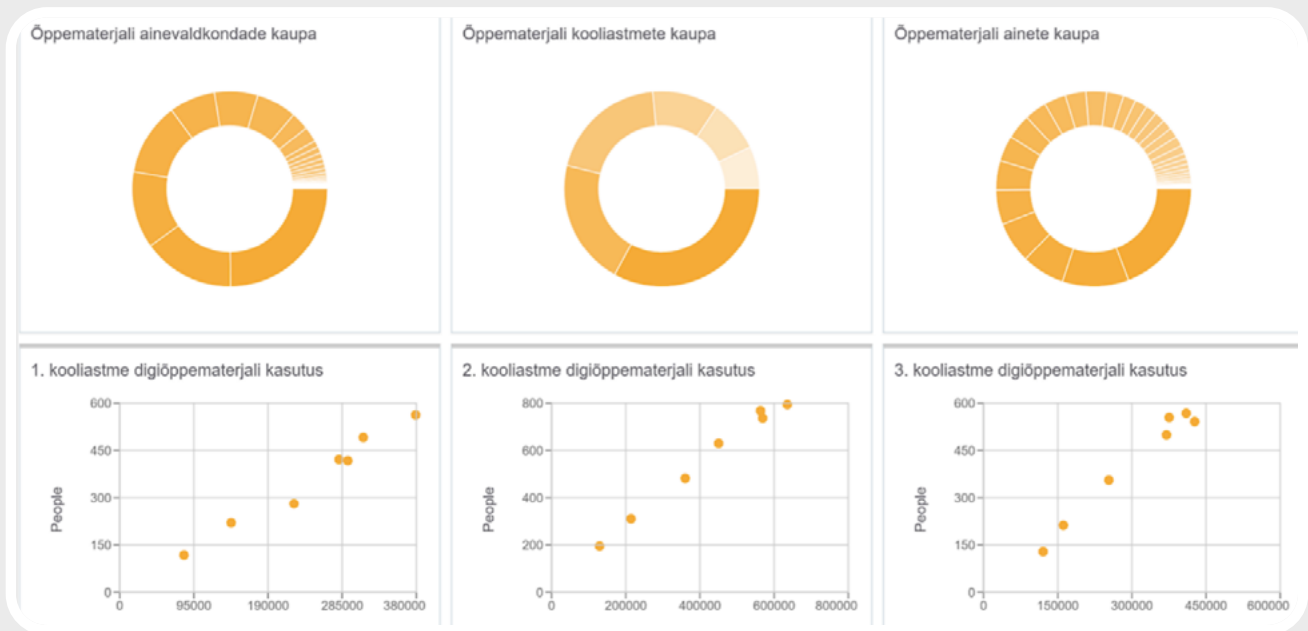 Õppematerjali ainevaldkondade kaupa
Õppematerjali kooliastmete kaupa
Õppematerjali ainete kaupa
1. kooliastme digiõppematerjali kasutus
600
450
300
150
0
People
0 95000 190000 285000 380000
2. kooliastme digiõppematerjali kasutus
800
600
400
200
0
People
0 200000 400000 600000 800000
3. kooliastme digiõppematerjali kasutus
600
450
300
150
0
People
0 150000 300000 450000 600000